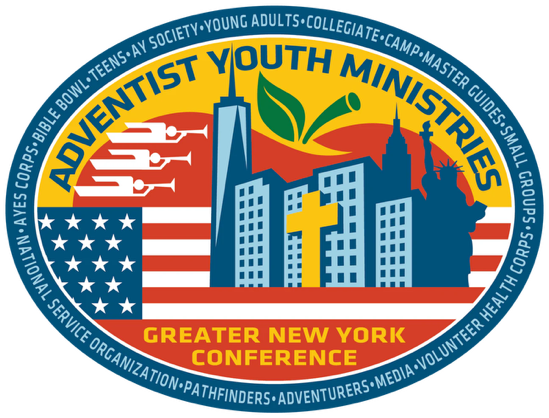 AYES CORPS•BIBLE BOWL•TEENS•AY SOCIETY•YOUNG ADULTS•COLLEGIATE•CAMP•MASTER GUIDES•SMALL GROUPS•
ADVENTIST YOUTH MINISTRIES
GREATER NEW YORK
CONFERENCE
NATIONAL SERVICE ORGANIZATION•PATHFINDERS•ADVENTURERS•MEDIA•VOLUNTEER HEALTH CORPS•